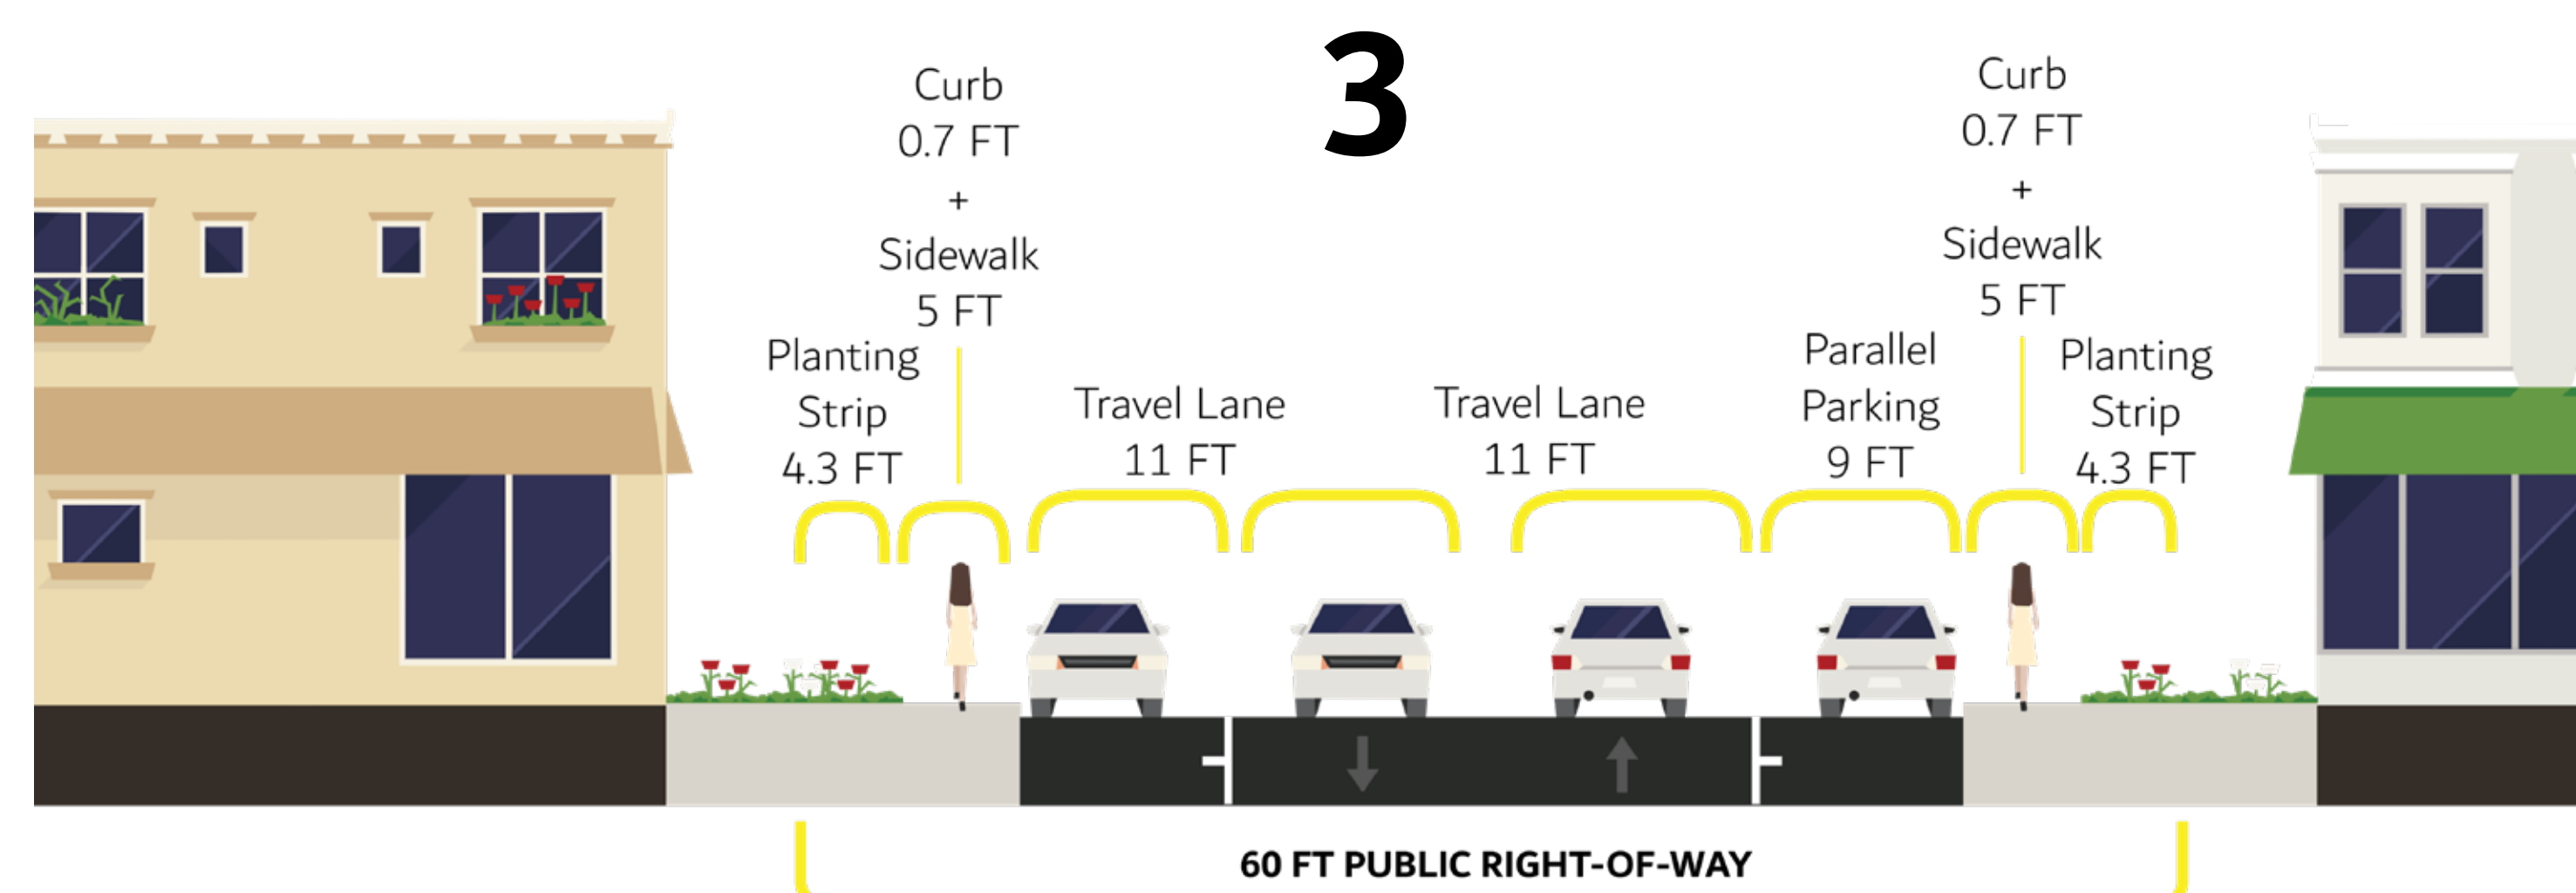 3
Curb
0.7 FT
+
Sidewalk
5 FT
Planting
Strip
4.3 FT
Travel Lane
11 FT
Travel Lane
11 FT
Parallel
Parking
9 FT
Curb
0.7 FT
+
Sidewalk
5 FT
Planting
Strip
4.3 FT
60 FT PUBLIC RIGHT-OF-WAY